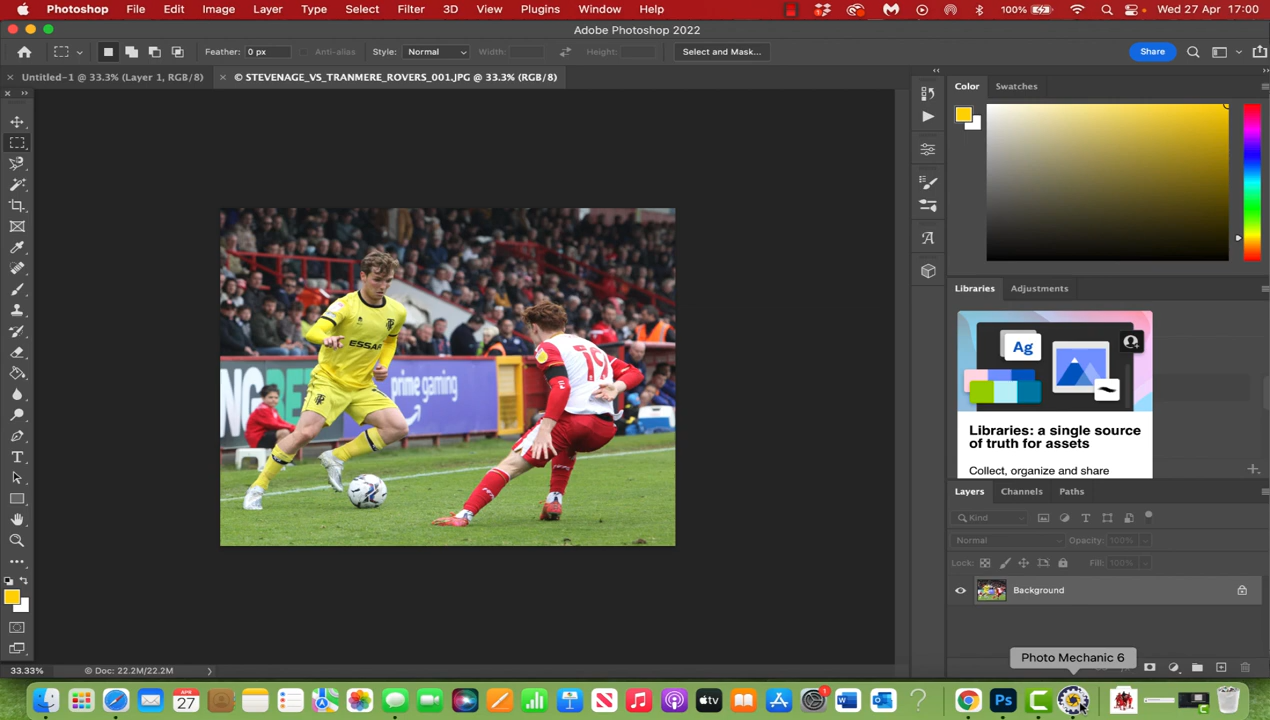 Photoshop File Edit Image Layer Type Select Filter 3D View Plugins Window Help 100% Wed 27 Apr 17:00
Adobe Photoshop 2022
Feather: 0 px Anti-alias Style: Normal Width: Height: Select and Mask... Share
Untitled-1 @ 33.3% (Layer 1, RGB/8) © STEVENAGE_VS_TRANMERE_ROVERS_001.JPG @ 33.3% (RGB/8)
Color Swatches
Libraries Adjustments
Ag
Libraries: a single source
of truth for assets
Collect, organize and share
ESSAR
19
prime gaming
Layers Channels Paths
Kind
Normal Opacity: 100%
Lock: Fill: 100%
Background
Photo Mechanic 6
33.33% Doc: 22.2M/22.2M
APR
27
tv
1
Ps